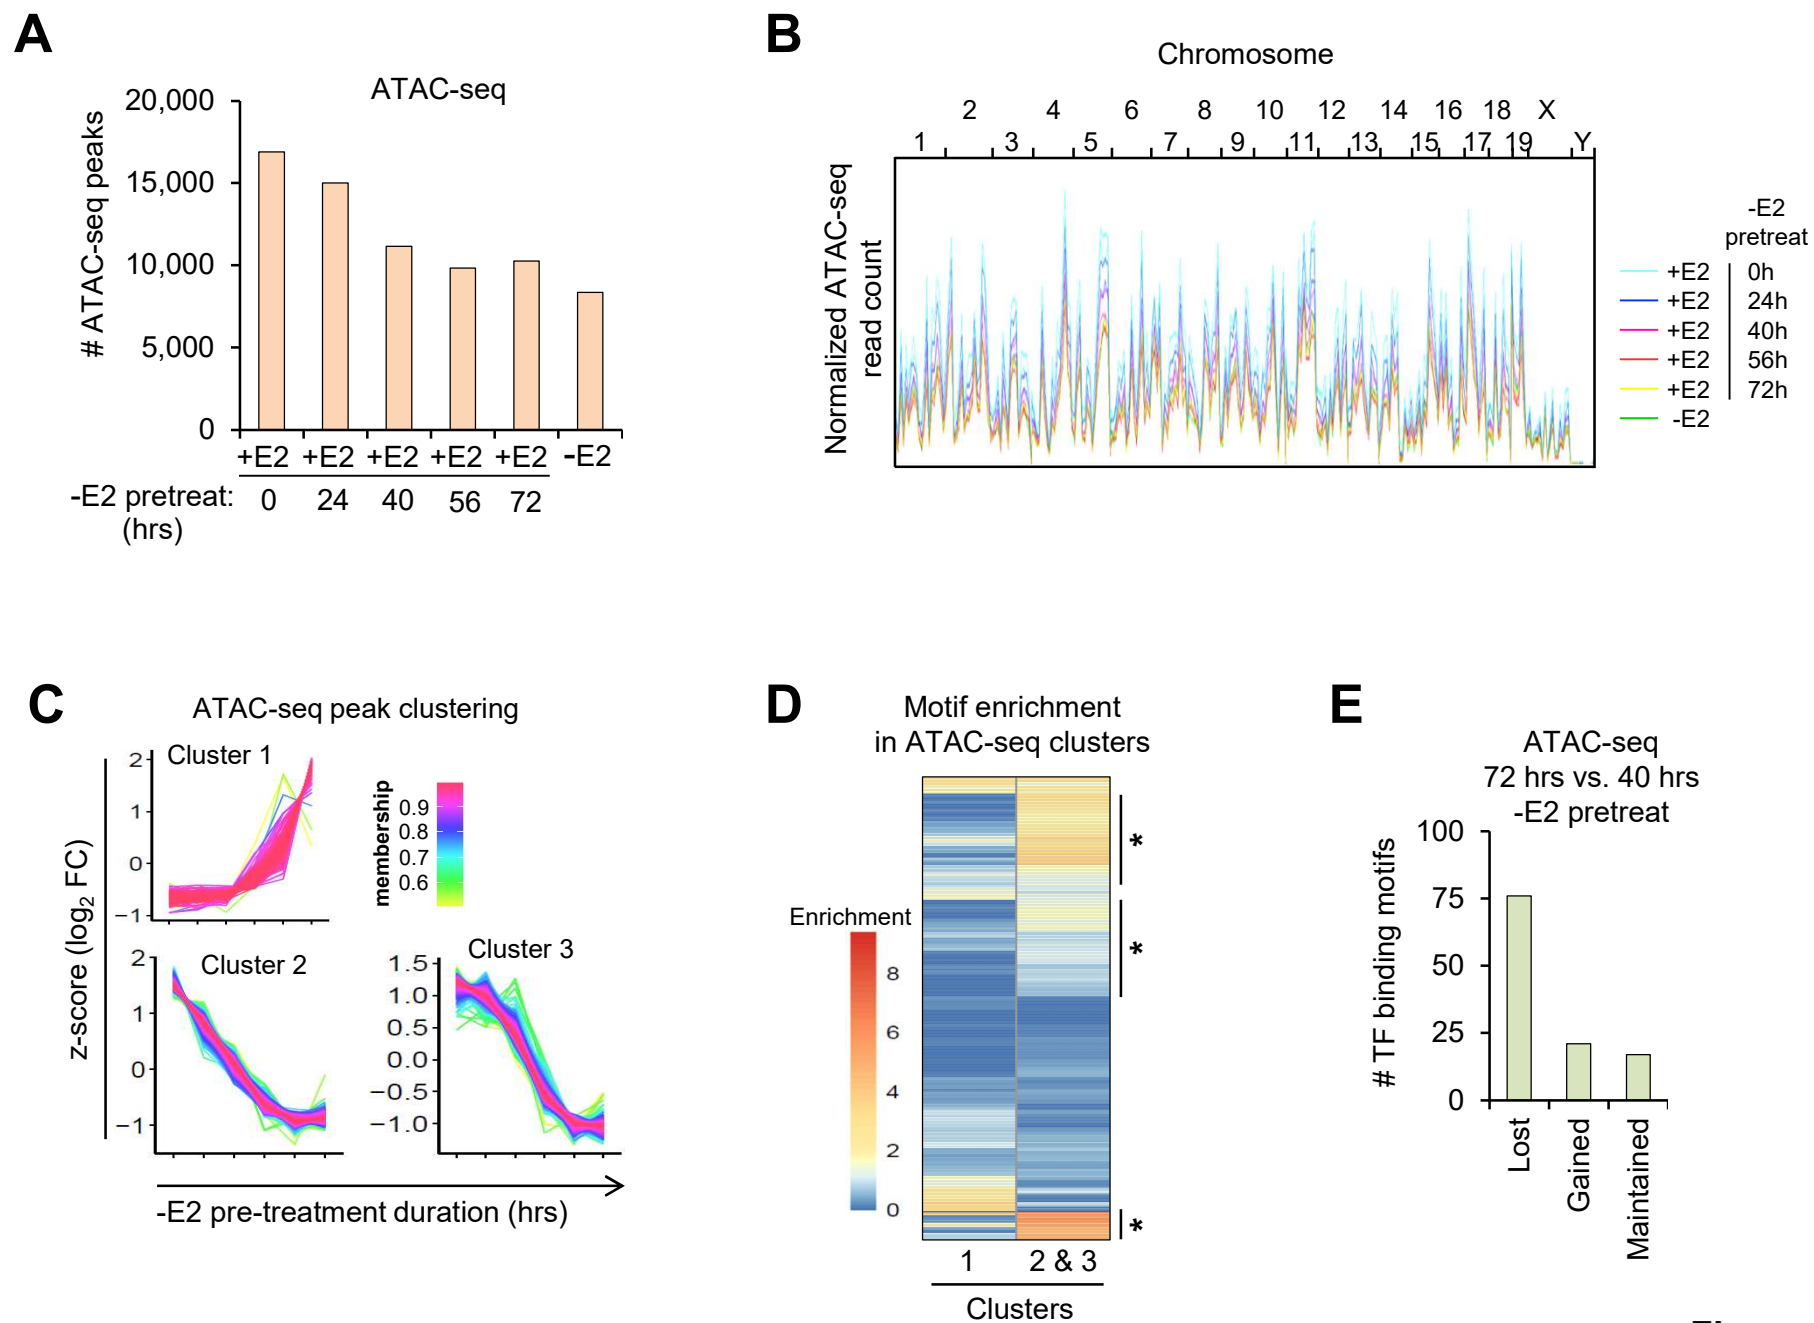 A
ATAC-seq
# ATAC-seq peaks
20,000
15,000
10,000
5,000
0
+E2 +E2 +E2 +E2 +E2 -E2
-E2 pretreat: 0 24 40 56 72
(hrs)
B
Chromosome
2 4 6 8 10 12 14 16 18 X
1 3 5 7 9 11 13 15 17 19 Y
Normalized ATAC-seq
read count
-E2
pretreat
+E2 0h
+E2 24h
+E2 40h
+E2 56h
+E2 72h
-E2
C
ATAC-seq peak clustering
z-score (log2 FC)
Cluster 1
2
1
0
−1
membership
0.9
0.8
0.7
0.6
Cluster 2
2
1
0
−1
Cluster 3
1.5
1.0
0.5
0.0
−0.5
−1.0
-E2 pre-treatment duration (hrs)
D
Motif enrichment
in ATAC-seq clusters
Enrichment
8
6
4
2
0
*
*
*
1 2 & 3
Clusters
E
ATAC-seq
72 hrs vs. 40 hrs
-E2 pretreat
# TF binding motifs
100
75
50
25
0
Lost
Gained
Maintained